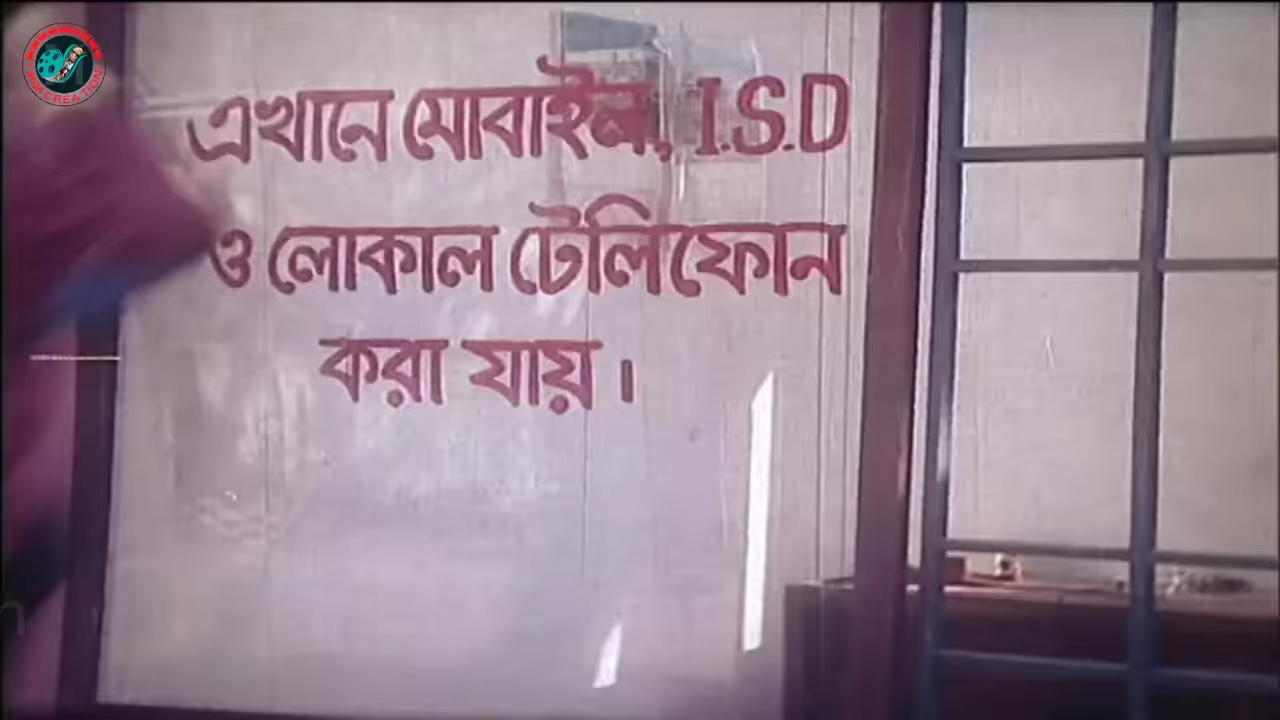 এখানে মোবাইল, I.S.D
ও লোকাল টেলিফোন
করা যায়।